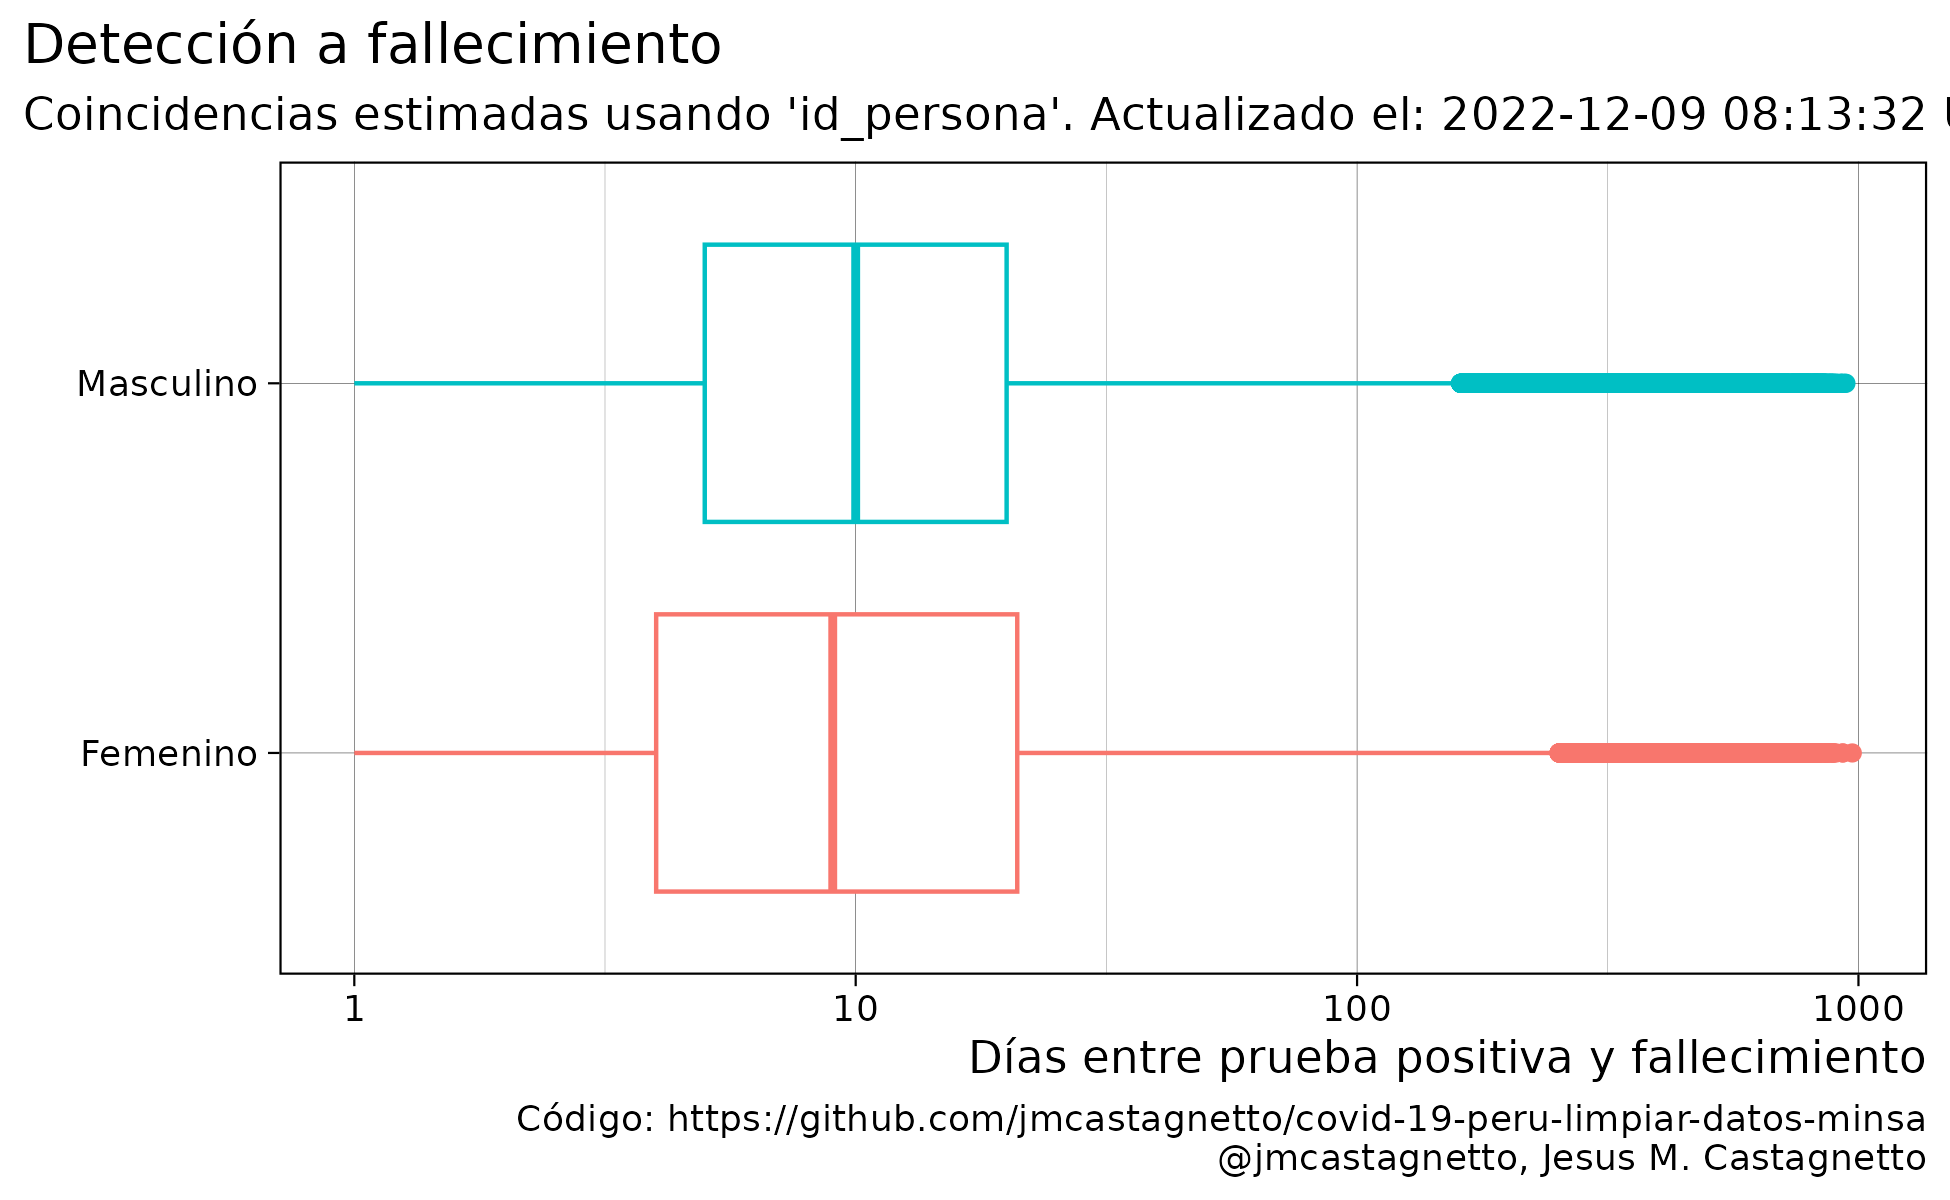 Detección a fallecimiento
Coincidencias estimadas usando 'id_persona'. Actualizado el: 2022-12-09 08:13:32
Masculino
Femenino
1 10 100 1000
Días entre prueba positiva y fallecimiento
Código: https://github.com/jmcastagnetto/covid-19-peru-limpiar-datos-minsa
@jmcastagnetto, Jesus M. Castagnetto